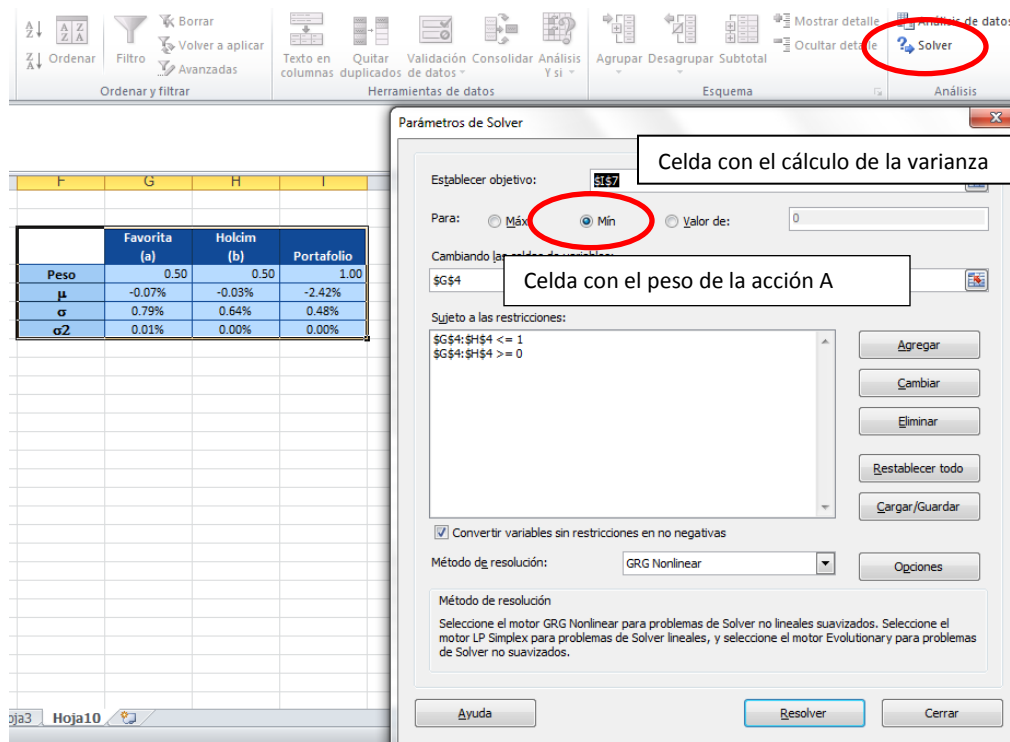 Borrar
Ordenar
Filtro
Volver a aplicar
Avanzadas
Ordenar y filtrar
Texto en columnas
Quitar duplicados
Validación de datos
Consolidar
Análisis Y si
Herramientas de datos
Agrupar
Desagrupar
Subtotal
Mostrar detalle
Ocultar detalle
Esquema
Análisis de datos
Solver
Análisis
F G H I
Favorita (a) Holcim (b) Portafolio
Peso 0.50 0.50 1.00
μ -0.07% -0.03% -2.42%
σ 0.79% 0.64% 0.48%
σ2 0.01% 0.00% 0.00%
Hoja10
Parámetros de Solver
Celda con el cálculo de la varianza
Establecer objetivo: $I$7
Para: Máx Mín Valor de: 0
Cambiando las celdas de variables:
Celda con el peso de la acción A
$G$4
Sujeto a las restricciones:
$G$4:$H$4 <= 1
$G$4:$H$4 >= 0
Agregar
Cambiar
Eliminar
Restablecer todo
Cargar/Guardar
Convertir variables sin restricciones en no negativas
Método de resolución: GRG Nonlinear
Opciones
Método de resolución
Seleccione el motor GRG Nonlinear para problemas de Solver no lineales suavizados. Seleccione el
motor LP Simplex para problemas de Solver lineales, y seleccione el motor Evolutionary para problemas
de Solver no suavizados.
Ayuda
Resolver
Cerrar